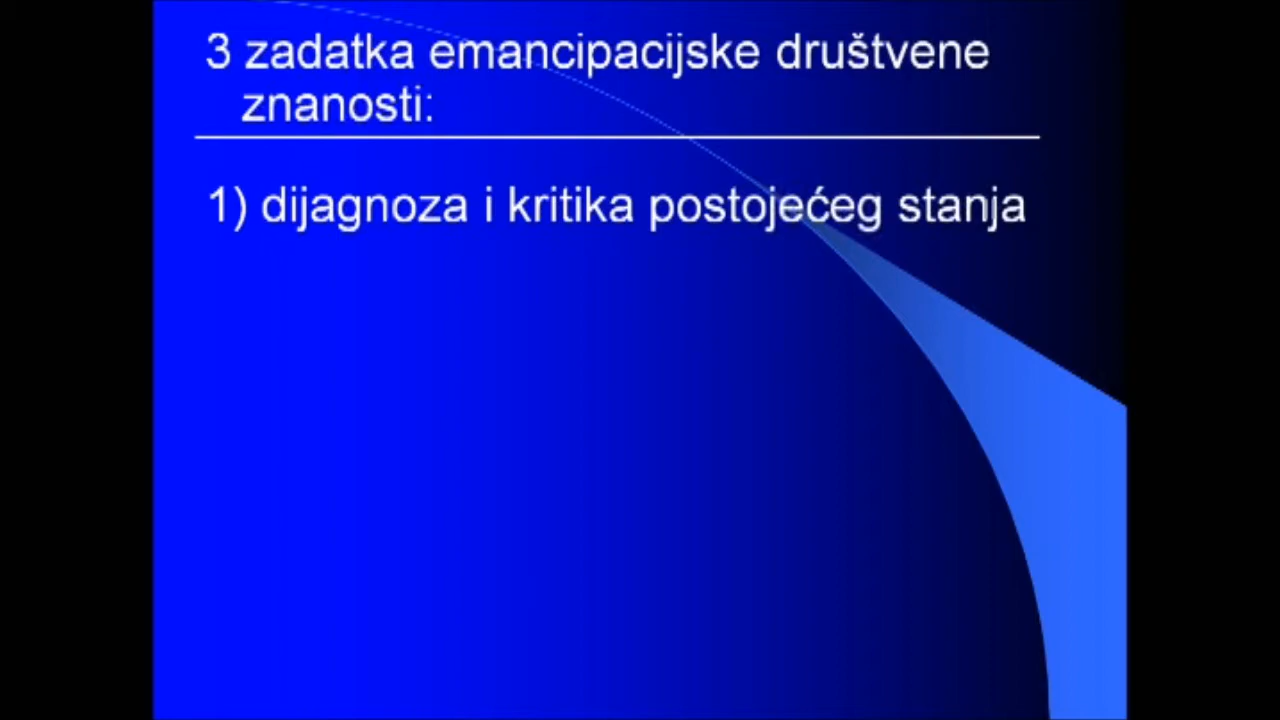 3 zadatka emancipacijske društvene
znanosti:
1) dijagnoza i kritika postojećeg stanja